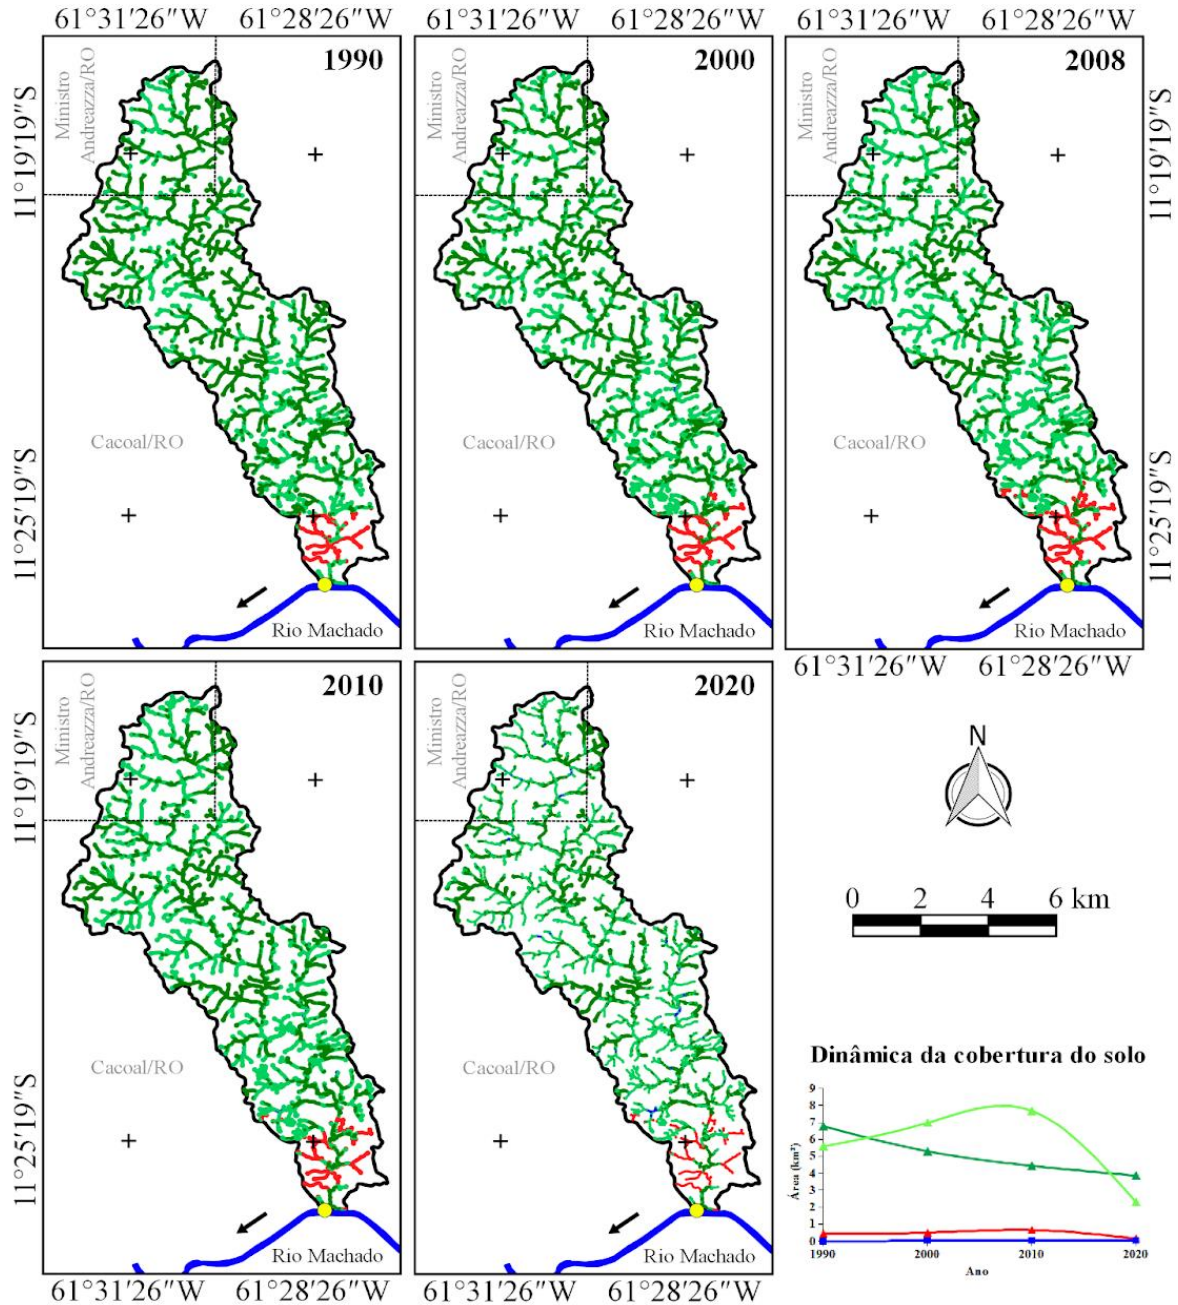 61°31'26"W 61°28'26"W 61°31'26"W 61°28'26"W 61°31'26"W 61°28'26"W
11°19'19"S
Ministro
Andreazza/RO
1990
Ministro
Andreazza/RO
2000
Ministro
Andreazza/RO
2008
11°19'19"S
11°25'19"S
Cacoal/RO
Cacoal/RO
Cacoal/RO
11°25'19"S
Rio Machado
Rio Machado
Rio Machado
61°31'26"W 61°28'26"W
11°19'19"S
Ministro
Andreazza/RO
2010
Ministro
Andreazza/RO
2020
N
0 2 4 6 km
11°25'19"S
Cacoal/RO
Cacoal/RO
Rio Machado
Rio Machado
61°31'26"W 61°28'26"W 61°31'26"W 61°28'26"W
Dinâmica da cobertura do solo
Área (km²)
9
8
7
6
5
4
3
2
1
0
1990 2000 2010 2020
Ano